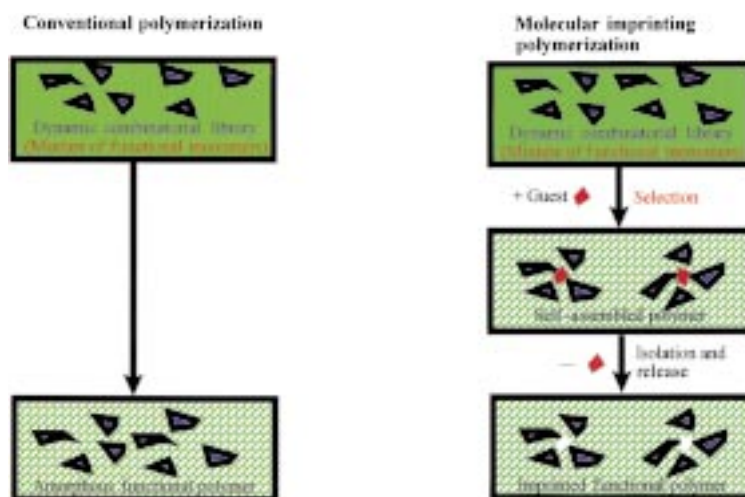 Conventional polymerization
Dynamic combinatorial library
(Mixture of functional monomers)
Amorphous functional polymer
Molecular imprinting
polymerization
Dynamic combinatorial library
(Mixture of functional monomers)
+ Guest
Selection
Self-assembled polymer
—
Isolation and
release
Imprinted functional polymer